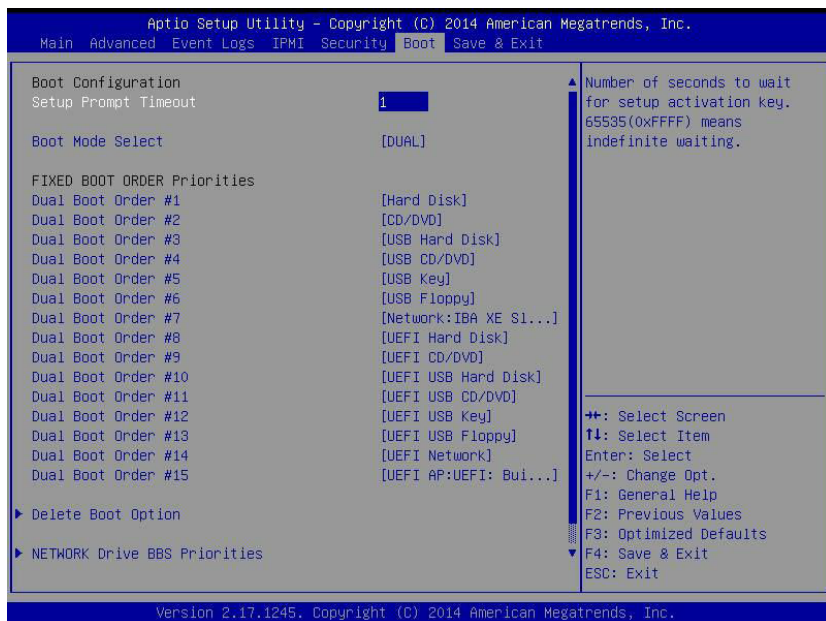 Aptio Setup Utility – Copyright (C) 2014 American Megatrends, Inc.
Main Advanced Event Logs IPMI Security Boot Save & Exit
Boot Configuration
Setup Prompt Timeout 1
Boot Mode Select [DUAL]
FIXED BOOT ORDER Priorities
Dual Boot Order #1 [Hard Disk]
Dual Boot Order #2 [CD/DVD]
Dual Boot Order #3 [USB Hard Disk]
Dual Boot Order #4 [USB CD/DVD]
Dual Boot Order #5 [USB Key]
Dual Boot Order #6 [USB Floppy]
Dual Boot Order #7 [Network:IBA XE Sl...]
Dual Boot Order #8 [UEFI Hard Disk]
Dual Boot Order #9 [UEFI CD/DVD]
Dual Boot Order #10 [UEFI USB Hard Disk]
Dual Boot Order #11 [UEFI USB CD/DVD]
Dual Boot Order #12 [UEFI USB Key]
Dual Boot Order #13 [UEFI USB Floppy]
Dual Boot Order #14 [UEFI Network]
Dual Boot Order #15 [UEFI AP:UEFI: Bui...]
Delete Boot Option
NETWORK Drive BBS Priorities
Number of seconds to wait
for setup activation key.
65535(0xFFFF) means
indefinite waiting.
→←: Select Screen
↑↓: Select Item
Enter: Select
+/-: Change Opt.
F1: General Help
F2: Previous Values
F3: Optimized Defaults
F4: Save & Exit
ESC: Exit
Version 2.17.1245. Copyright (C) 2014 American Megatrends, Inc.